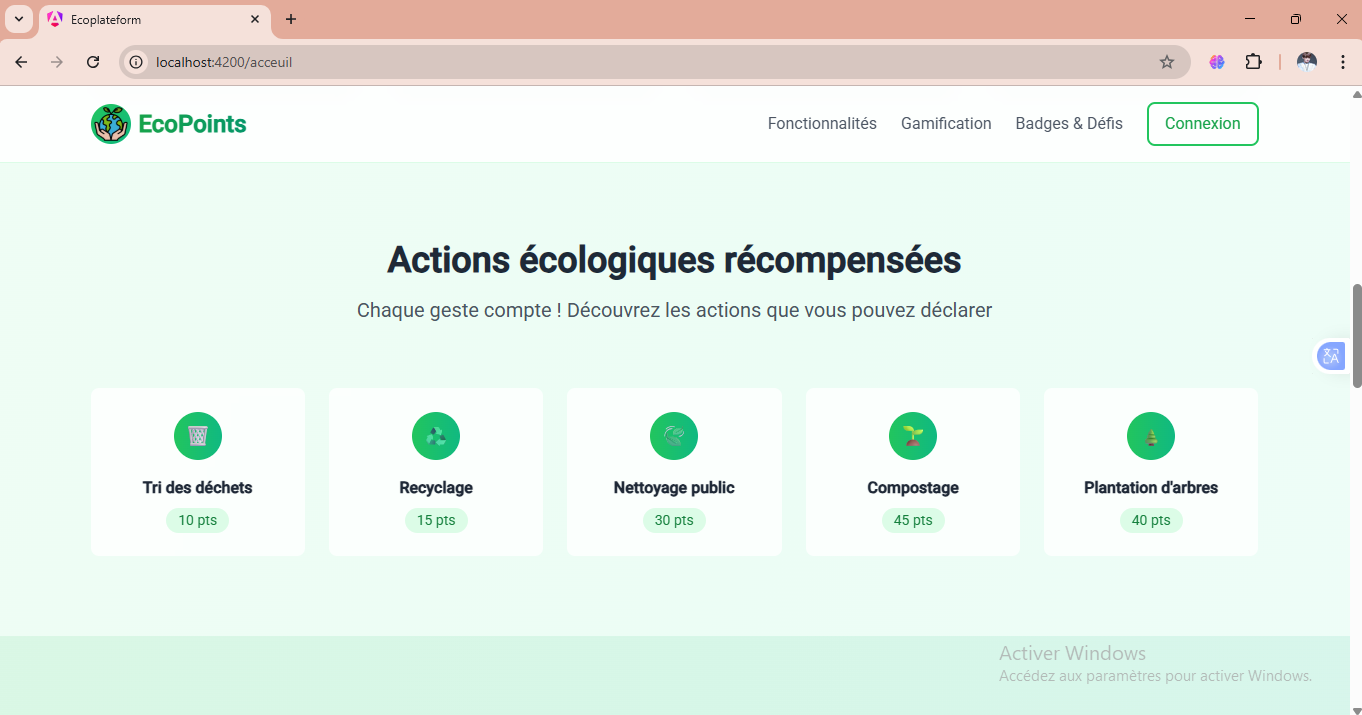 Ecoplateform
localhost:4200/acceuil
EcoPoints
Fonctionnalités
Gamification
Badges & Défis
Connexion
Actions écologiques récompensées
Chaque geste compte ! Découvrez les actions que vous pouvez déclarer
Tri des déchets
10 pts
Recyclage
15 pts
Nettoyage public
30 pts
Compostage
45 pts
Plantation d'arbres
40 pts
Activer Windows
Accédez aux paramètres pour activer Windows.